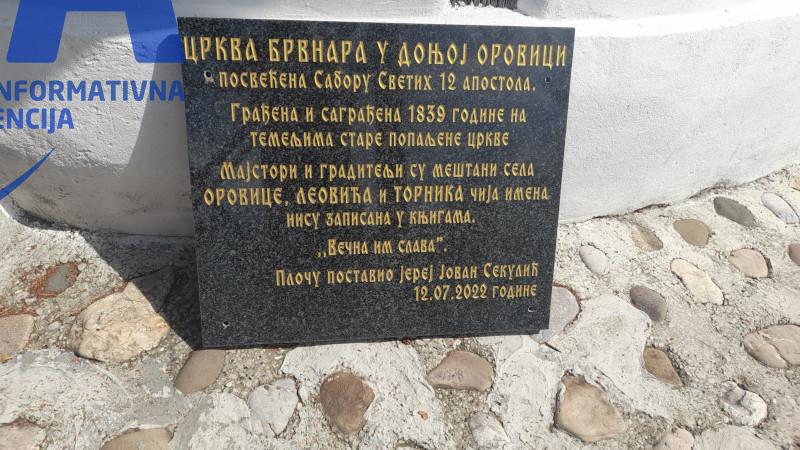 NFORMATIVNA
ENCIJA
ЦРКВА БРВНАРА У ДОЊОЈ ОРОВИЦИ
посвећена Сабору Светих 12 апостола.
Грађена и саграђена 1839 године на
темељима старе попаљене цркве
Мајстори и градитељи су мештани села
ОРОВИЦЕ, ЛЕОВИЋА и ТОРНИКА чија имена
нису записана у књигама.
,,Вечна им слава".
Плочу поставио јереј Јован Секулић
12.07.2022 године